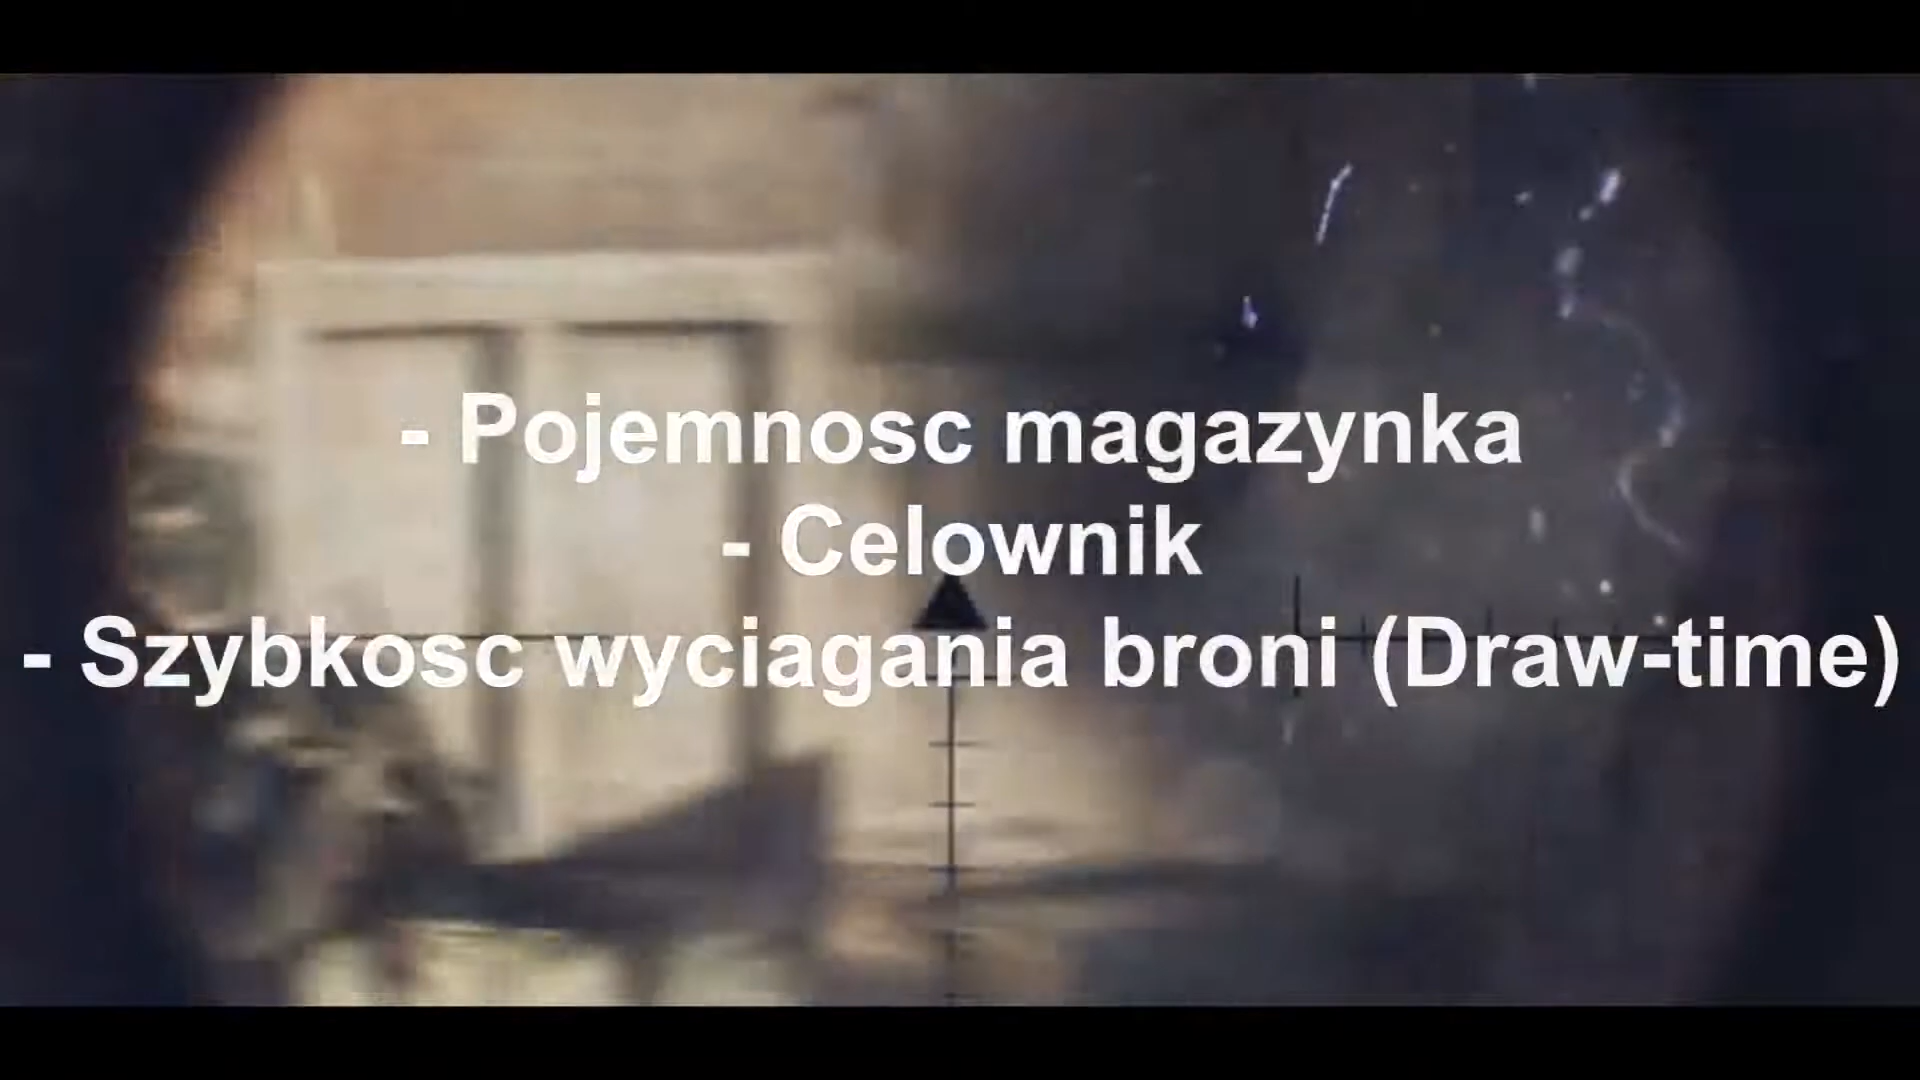 - Pojemnosc magazynka
- Celownik
- Szybkosc wyciagania broni (Draw-time)